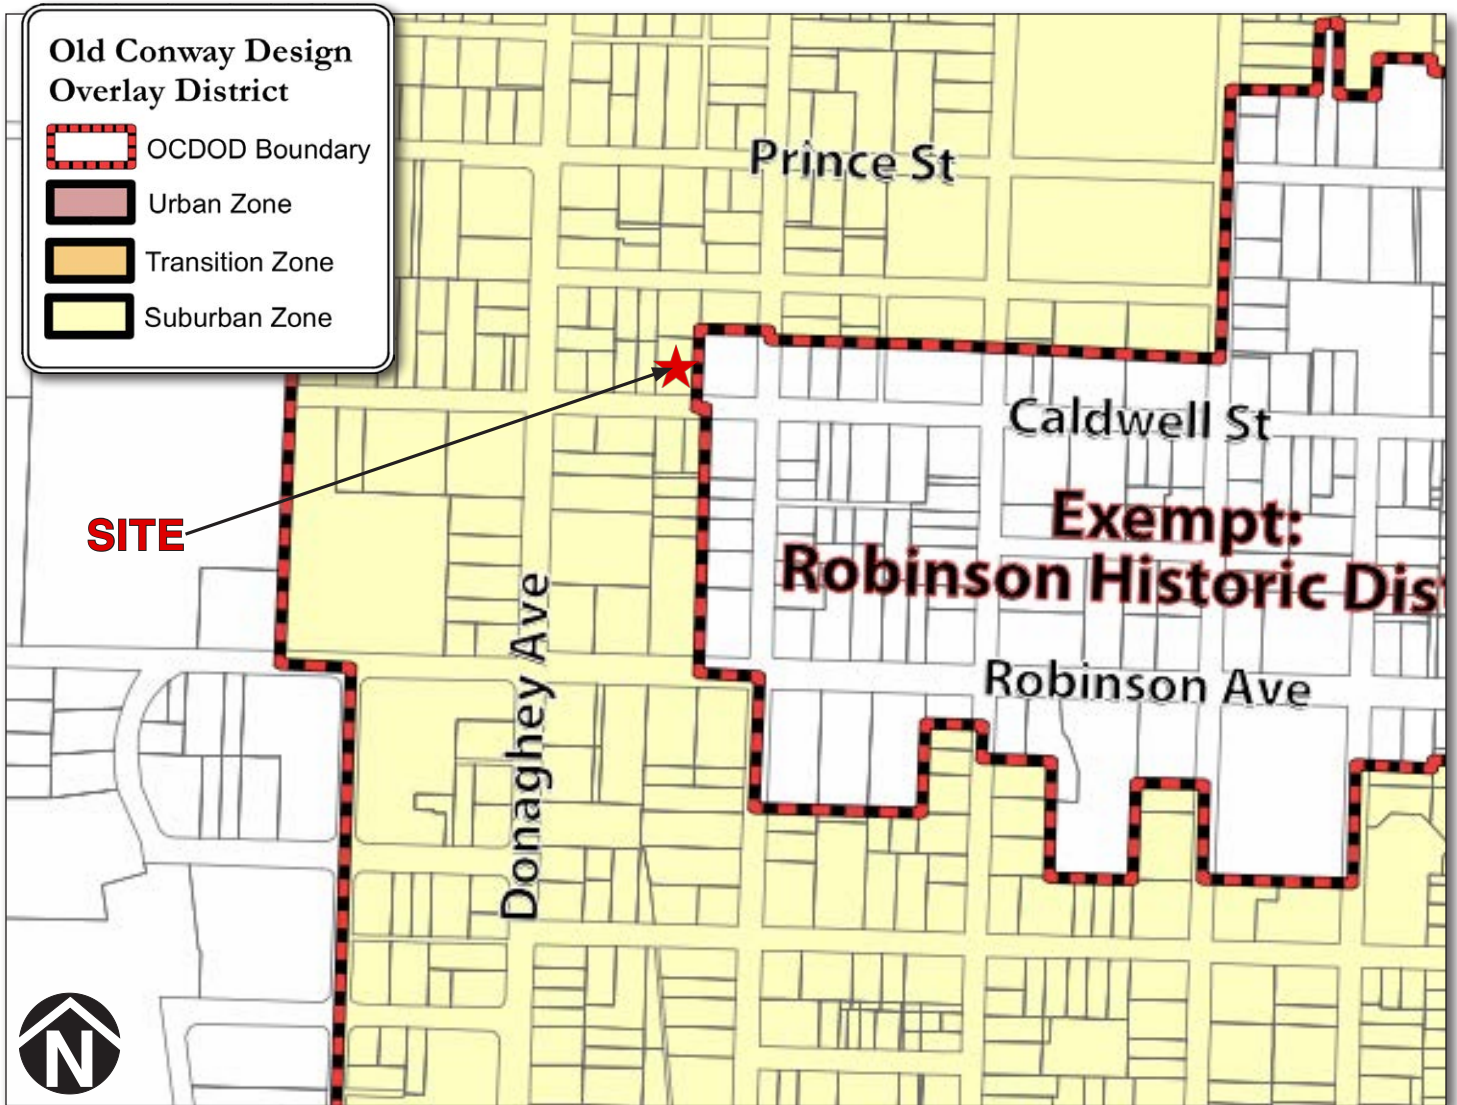 Old Conway Design
Overlay District
OCDOD Boundary
Urban Zone
Transition Zone
Suburban Zone
Prince St
Caldwell St
SITE
Exempt:
Robinson Historic Dis
Donaghey Ave
Robinson Ave
N